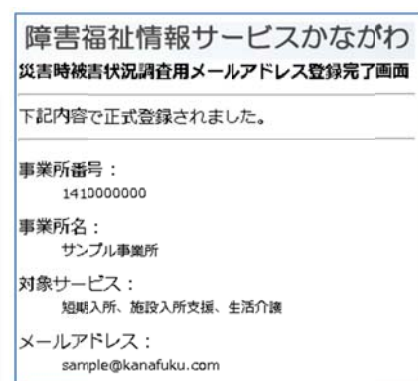 障害福祉情報サービスかながわ
災害時被害状況調査用メールアドレス登録完了画面
下記内容で正式登録されました。
事業所番号：
1410000000
事業所名：
サンプル事業所
対象サービス：
短期入所、施設入所支援、生活介護
メールアドレス：
sample@kanafuku.com